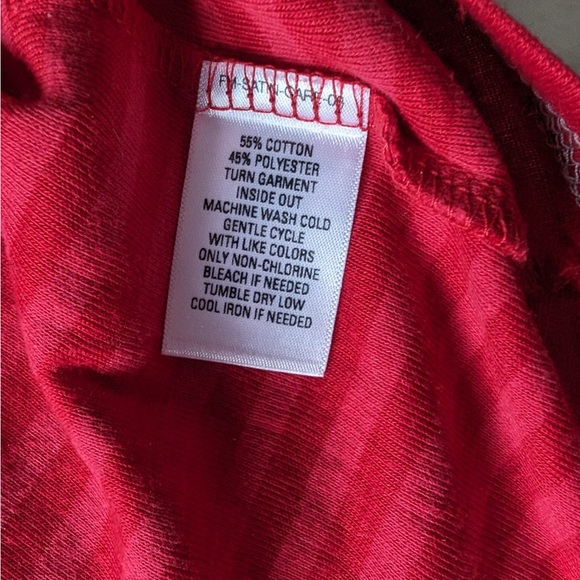 55% COTTON
45% POLYESTER
TURN GARMENT
INSIDE OUT
MACHINE WASH COLD
GENTLE CYCLE
WITH LIKE COLORS
ONLY NON-CHLORINE
BLEACH IF NEEDED
TUMBLE DRY LOW
COOL IRON IF NEEDED